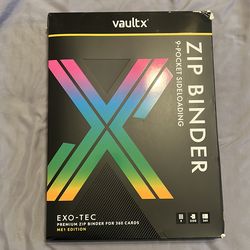 vaultx
ZIP BINDER
9-POCKET SIDELOADING
EXO-TEC
PREMIUM ZIP BINDER FOR 360 CARDS
ME1 EDITION